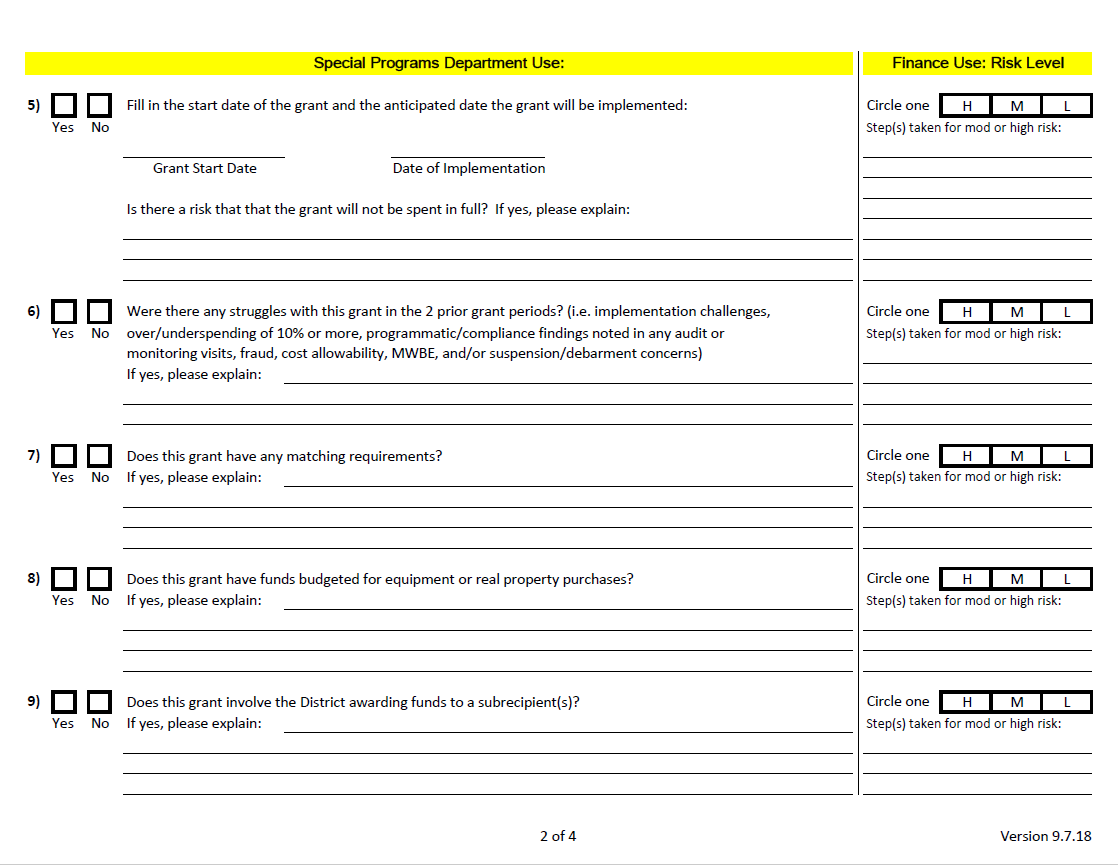 Special Programs Department Use:
Finance Use: Risk Level
5)
Yes No
Fill in the start date of the grant and the anticipated date the grant will be implemented:
Grant Start Date
Date of Implementation
Is there a risk that that the grant will not be spent in full? If yes, please explain:
Circle one H M L
Step(s) taken for mod or high risk:
6)
Yes No
Were there any struggles with this grant in the 2 prior grant periods? (i.e. implementation challenges,
over/underspending of 10% or more, programmatic/compliance findings noted in any audit or
monitoring visits, fraud, cost allowability, MWBE, and/or suspension/debarment concerns)
If yes, please explain:
Circle one H M L
Step(s) taken for mod or high risk:
7)
Yes No
Does this grant have any matching requirements?
If yes, please explain:
Circle one H M L
Step(s) taken for mod or high risk:
8)
Yes No
Does this grant have funds budgeted for equipment or real property purchases?
If yes, please explain:
Circle one H M L
Step(s) taken for mod or high risk:
9)
Yes No
Does this grant involve the District awarding funds to a subrecipient(s)?
If yes, please explain:
Circle one H M L
Step(s) taken for mod or high risk:
2 of 4
Version 9.7.18